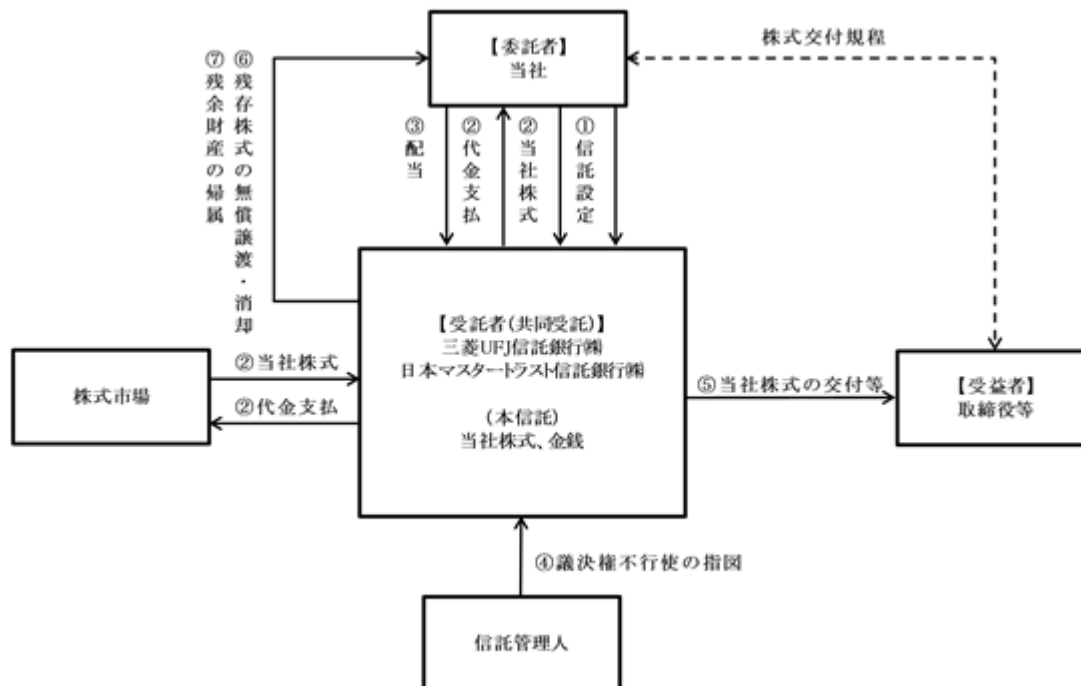 【委託者】
当社
株式交付規程
⑦残余財産の帰属
⑥残存株式の無償譲渡・消却
③配当
②代金支払
②当社株式
①信託設定
【受託者(共同受託)】
三菱UFJ信託銀行㈱
日本マスタートラスト信託銀行㈱
(本信託)
当社株式、金銭
株式市場
②当社株式
②代金支払
⑤当社株式の交付等
【受益者】
取締役等
④議決権不行使の指図
信託管理人